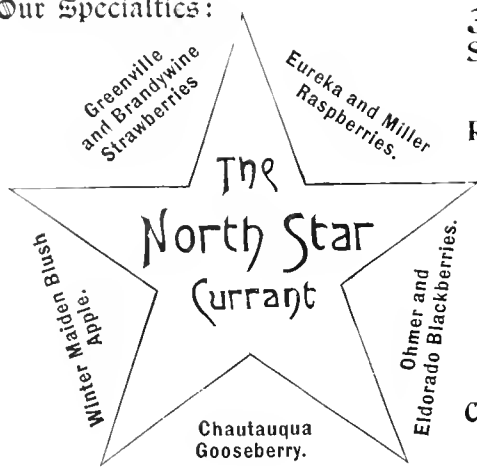 Our Specialties:
Greenville
and Brandywine
Strawberries
Eureka and Miller
Raspberries.
The
North Star
Currant
Winter Maiden Blush
Apple.
Ohmer and
Eldorado Blackberries.
Chautauqua
Gooseberry.